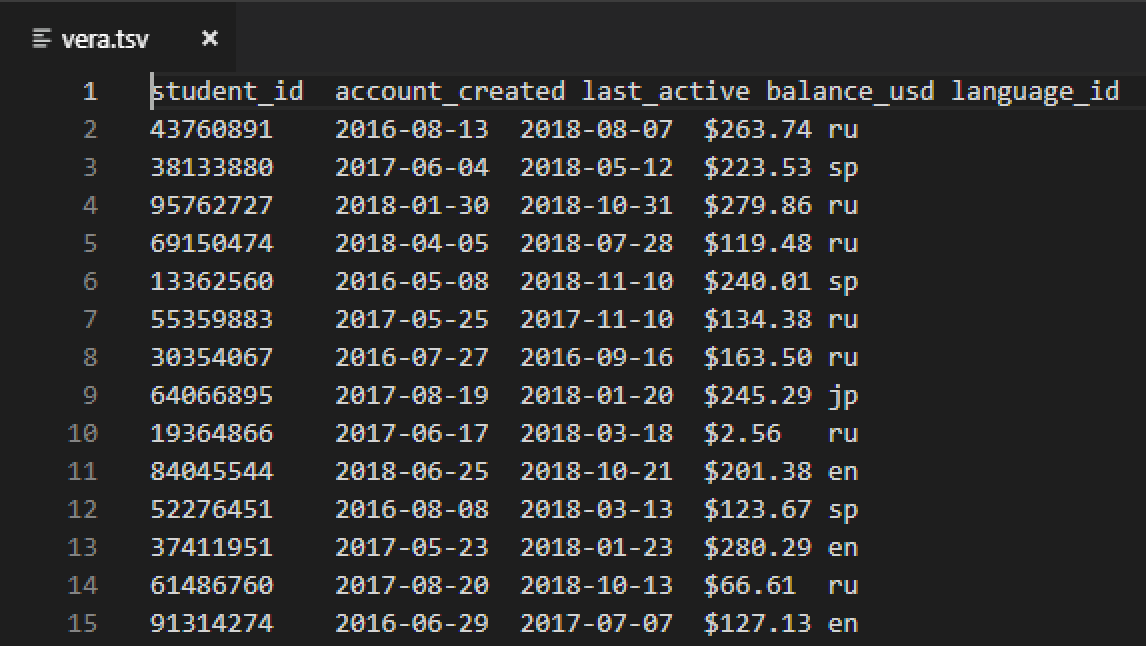 vera.tsv ×
1 student_id account_created last_active balance_usd language_id
2 43760891 2016-08-13 2018-08-07 $263.74 ru
3 38133880 2017-06-04 2018-05-12 $223.53 sp
4 95762727 2018-01-30 2018-10-31 $279.86 ru
5 69150474 2018-04-05 2018-07-28 $119.48 ru
6 13362560 2016-05-08 2018-11-10 $240.01 sp
7 55359883 2017-05-25 2017-11-10 $134.38 ru
8 30354067 2016-07-27 2016-09-16 $163.50 ru
9 64066895 2017-08-19 2018-01-20 $245.29 jp
10 19364866 2017-06-17 2018-03-18 $2.56 ru
11 84045544 2018-06-25 2018-10-21 $201.38 en
12 52276451 2016-08-08 2018-03-13 $123.67 sp
13 37411951 2017-05-23 2018-01-23 $280.29 en
14 61486760 2017-08-20 2018-10-13 $66.61 ru
15 91314274 2016-06-29 2017-07-07 $127.13 en